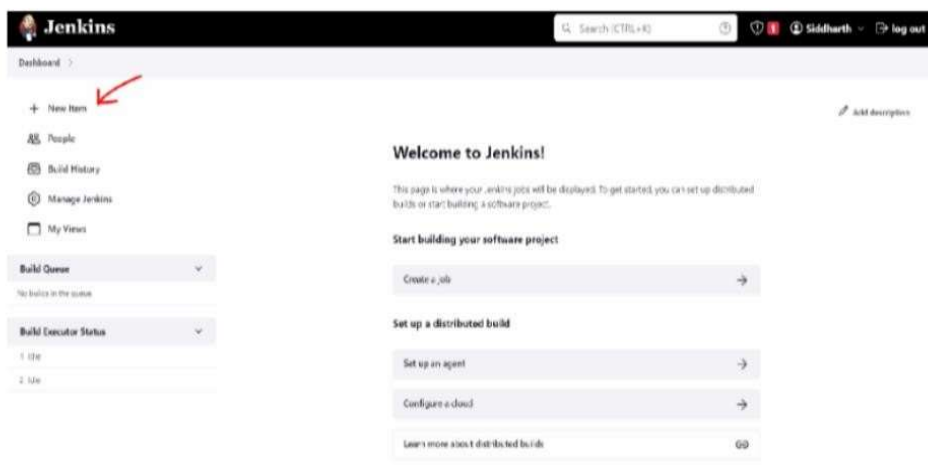 Jenkins
Search (CTRL+K)
1
Siddharth
log out
Dashboard
New Item
People
Build History
Manage Jenkins
My Views
Build Queue
No builds in the queue
Build Executor Status
1 Idle
2 Idle
Add description
Welcome to Jenkins!
This page is where your Jenkins jobs will be displayed. To get started, you can set up distributed
builds or start building a software project.
Start building your software project
Create a job
Set up a distributed build
Set up an agent
Configure a cloud
Learn more about distributed builds